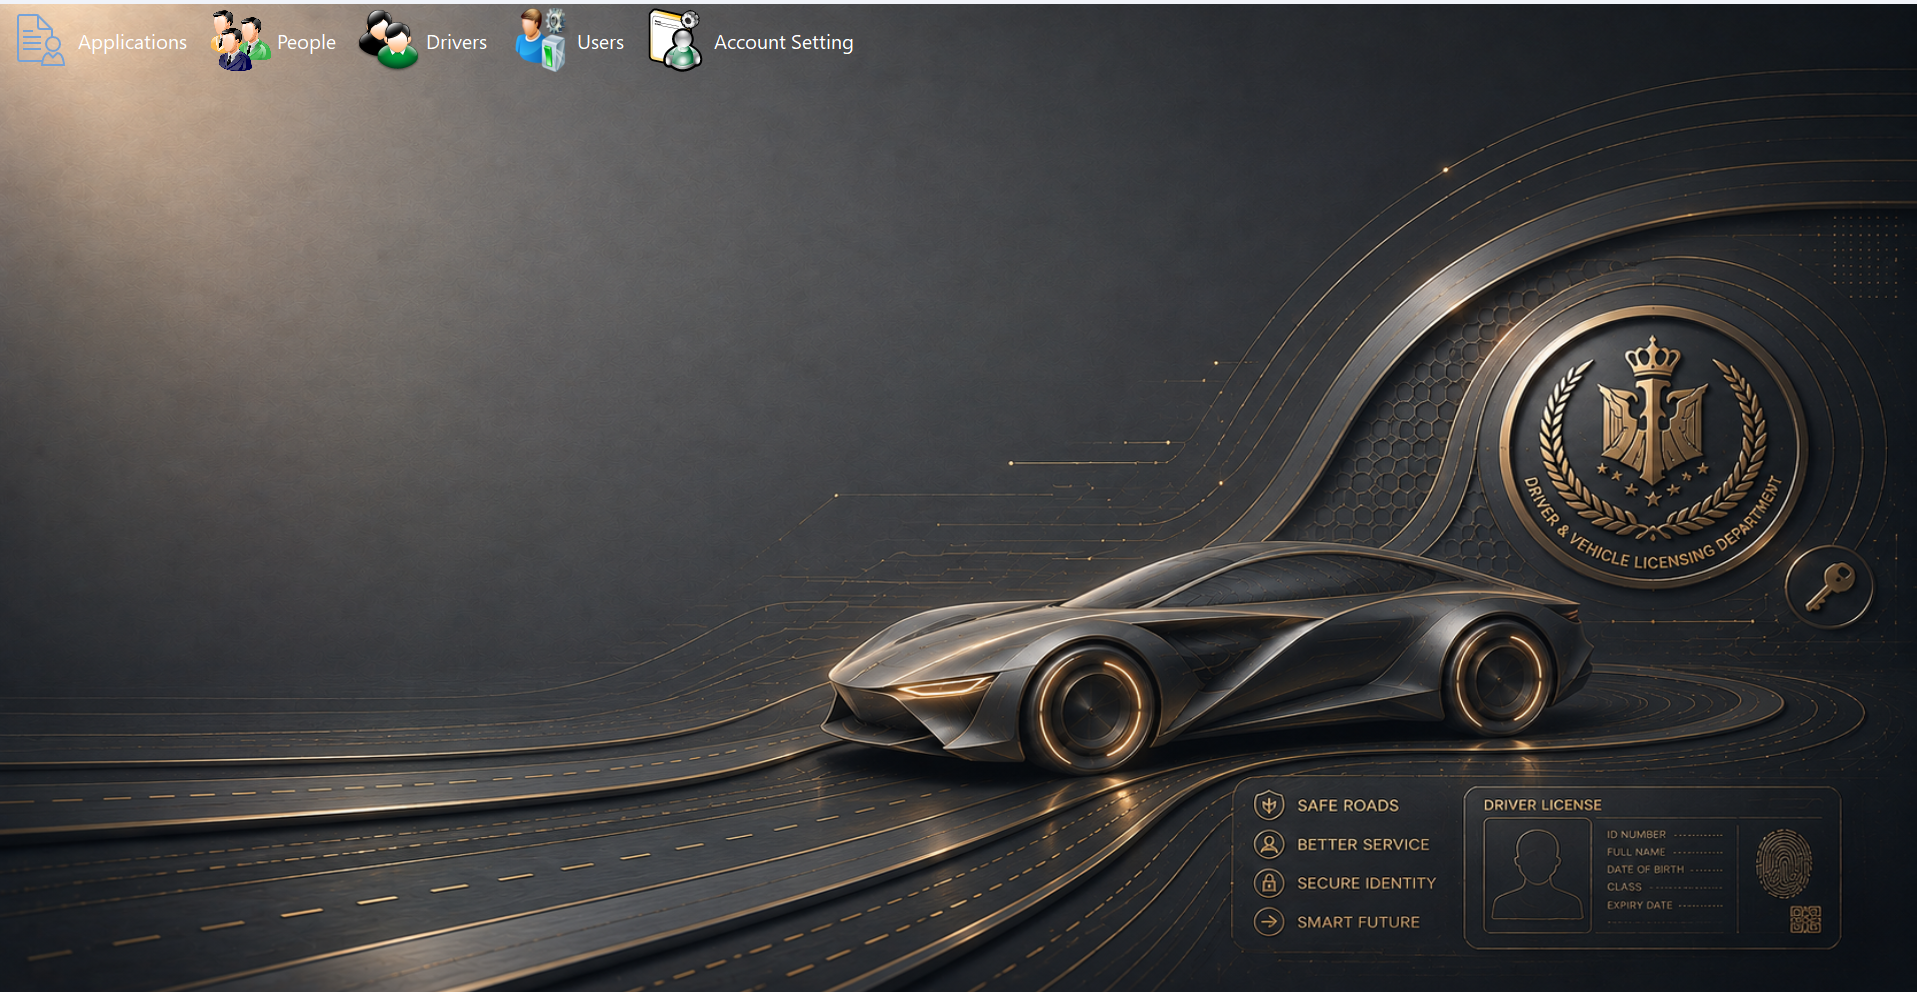 Applications
People
Drivers
Users
Account Setting
DRIVER & VEHICLE LICENSING DEPARTMENT
SAFE ROADS
BETTER SERVICE
SECURE IDENTITY
SMART FUTURE
DRIVER LICENSE
ID NUMBER
FULL NAME
DATE OF BIRTH
CLASS
EXPIRY DATE